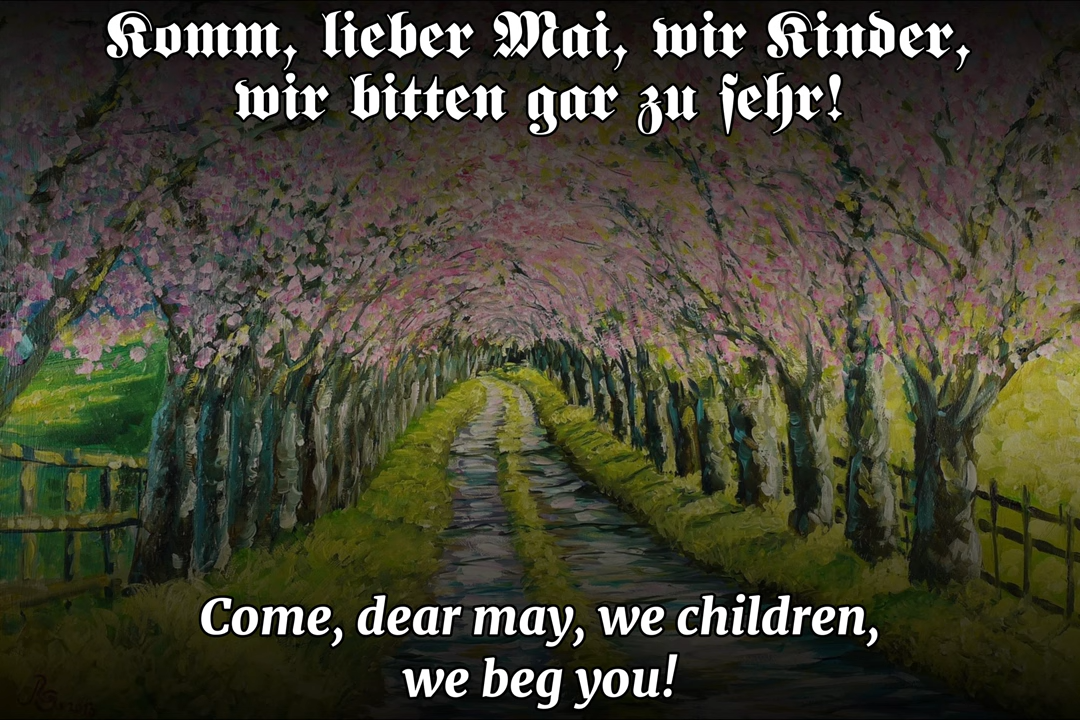 Komm, lieber Mai, wir Kinder,
wir bitten gar zu ſehr!
Come, dear may, we children,
we beg you!